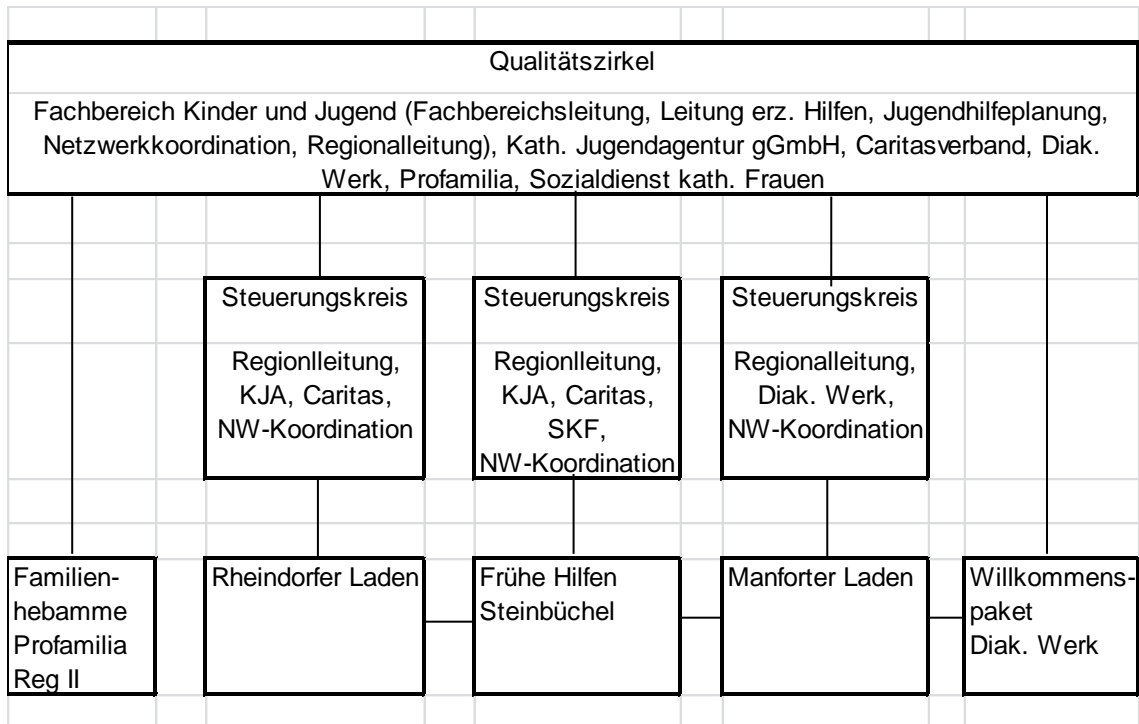 Qualitätszirkel
Fachbereich Kinder und Jugend (Fachbereichsleitung, Leitung erz. Hilfen, Jugendhilfeplanung,
Netzwerkkoordination, Regionalleitung), Kath. Jugendagentur gGmbH, Caritasverband, Diak.
Werk, Profamilia, Sozialdienst kath. Frauen
Steuerungskreis
Regionlleitung,
KJA, Caritas,
NW-Koordination
Steuerungskreis
Regionlleitung,
KJA, Caritas,
SKF,
NW-Koordination
Steuerungskreis
Regionalleitung,
Diak. Werk,
NW-Koordination
Familien-
hebamme
Profamilia
Reg II
Rheindorfer Laden
Frühe Hilfen
Steinbüchel
Manforter Laden
Willkommens-
paket
Diak. Werk